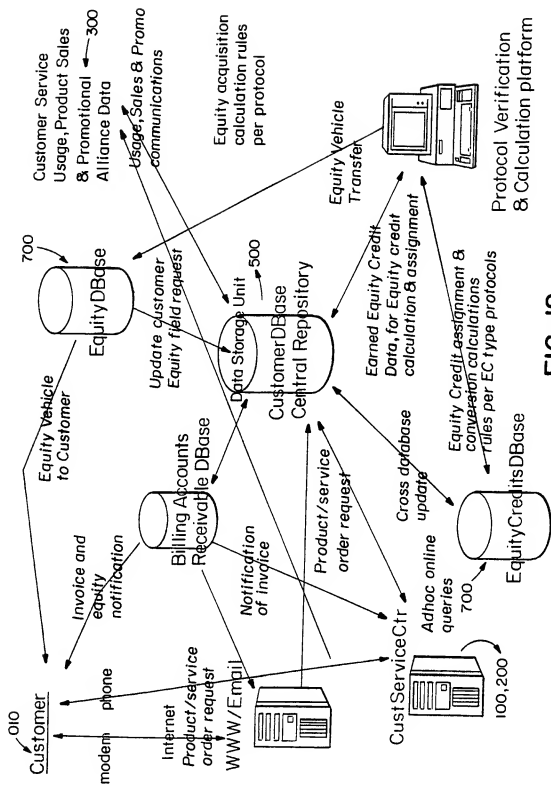 010
Customer
modem
phone
Internet
Product/service
order request
WWW/Email
Invoice and
equity
notification
Equity Vehicle
to Customer
700
EquityDBase
Customer Service
Usage, Product Sales
& Promotional
Alliance Data
300
Usage, Sales & Promo
communications
Billing Accounts
Receivable DBase
Update customer
Equity field request
Notification
of invoice
Data Storage Unit
500
CustomerDBase
Central Repository
Equity acquisition
calculation rules
per protocol
Product/service
order request
CustServiceCtr
100,200
Adhoc online
queries
Cross database
update
Equity Vehicle
Transfer
Earned Equity Credit
Data, for Equity credit
calculation & assignment
700
EquityCreditsDBase
Equity Credit assignment &
conversion calculations
rules per EC type protocols
Protocol Verification
& Calculation platform
FIG.